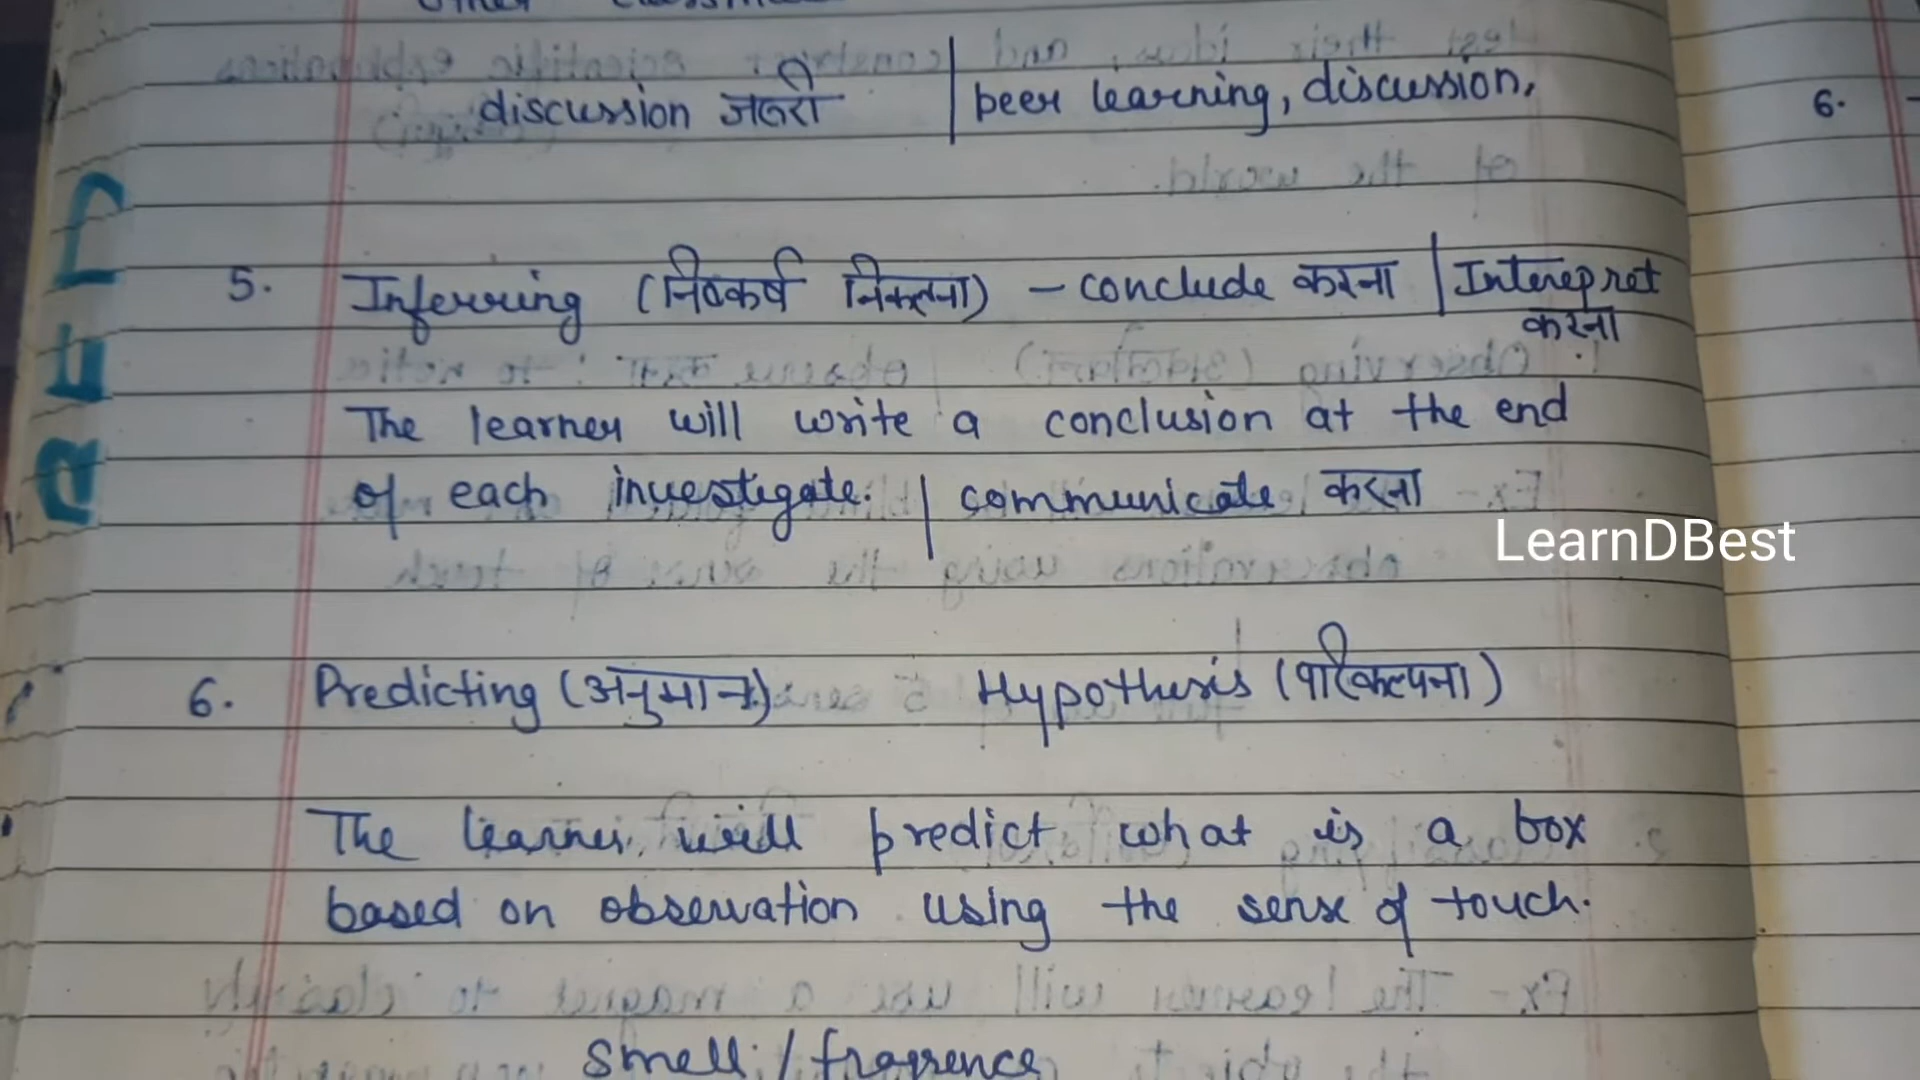 discussion जरूरी | peer learning, discussion,
5. Inferring (निष्कर्ष निकलना) – conclude करना | Interepret
करना
The learner will write a conclusion at the end
of each investigate. | communicate करना
LearnDBest
6. Predicting (अनुमान) Hypothesis (परिकल्पना)
The learner will predict what is a box
based on observation using the sense of touch.
smell / fragrence
6.
RED